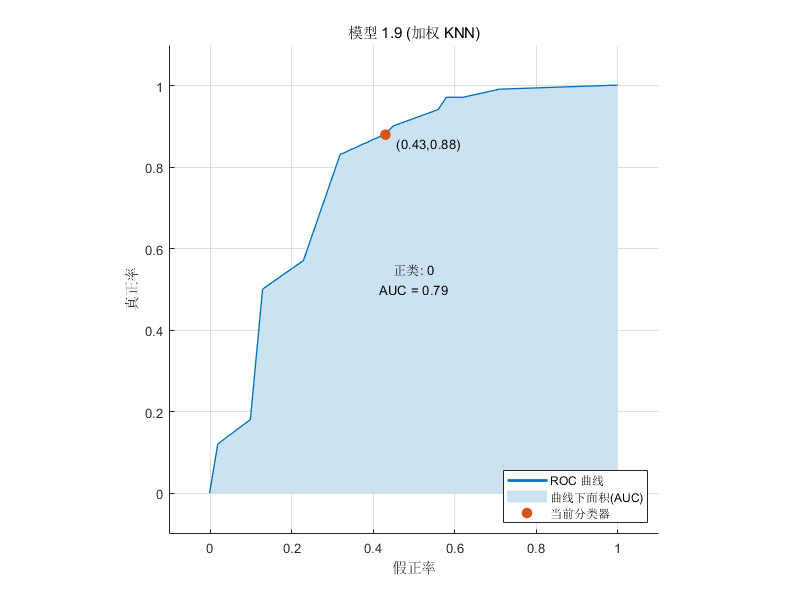 模型 1.9 (加权 KNN)
1
0.8
0.6
0.4
0.2
0
真正率
(0.43,0.88)
正类: 0
AUC = 0.79
ROC 曲线
曲线下面积(AUC)
当前分类器
0 0.2 0.4 0.6 0.8 1
假正率